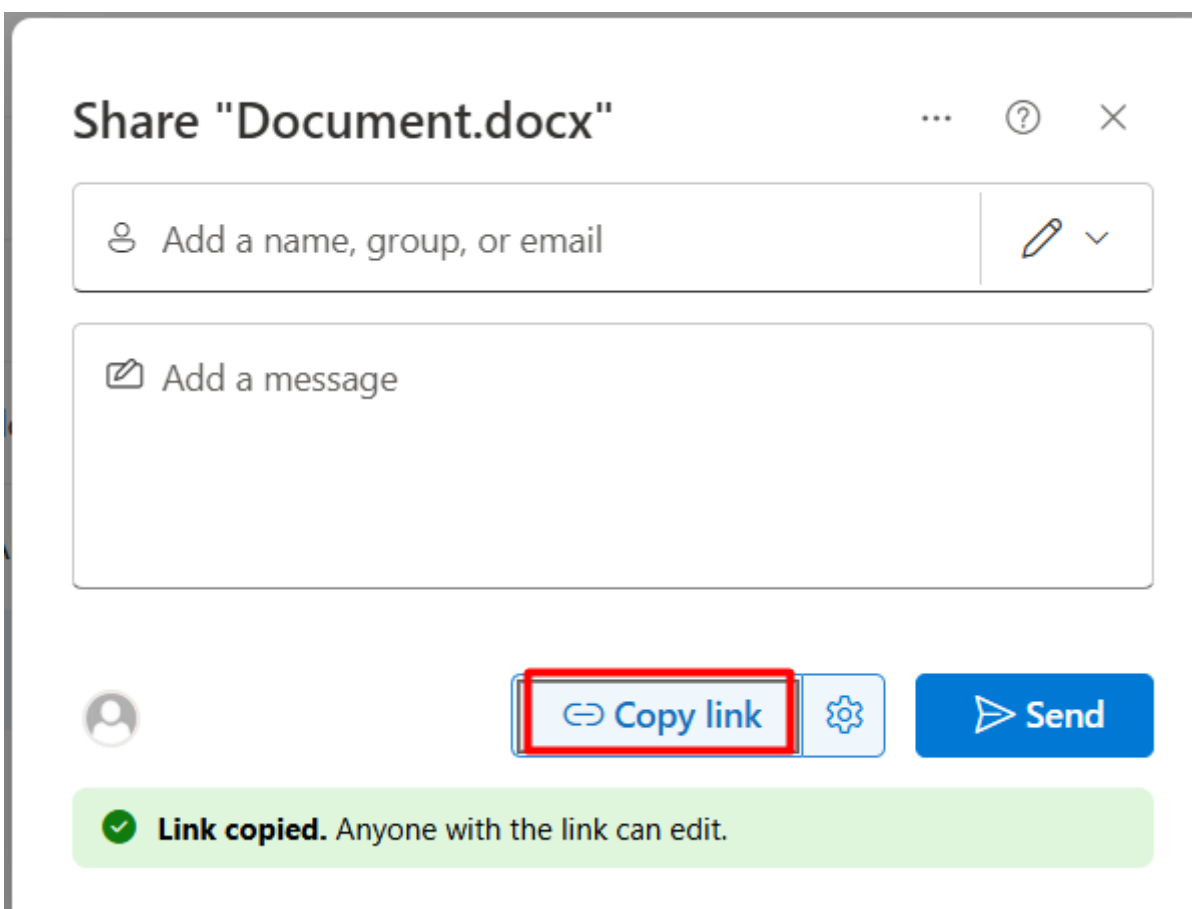 Share "Document.docx"
Add a name, group, or email
Add a message
Copy link
Send
Link copied. Anyone with the link can edit.